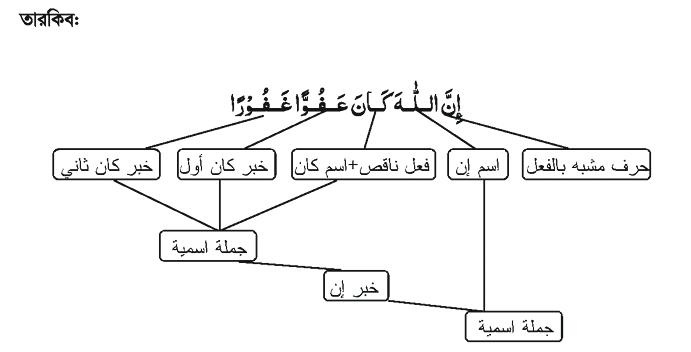 তারকিব:
إِنَّ اللّٰهَ كَانَ عَفُوًّا غَفُوْرًا
حرف مشبه بالفعل
اسم إن
فعل ناقص+اسم كان
خبر كان أول
خبر كان ثاني
جملة اسمية
خبر إن
جملة اسمية